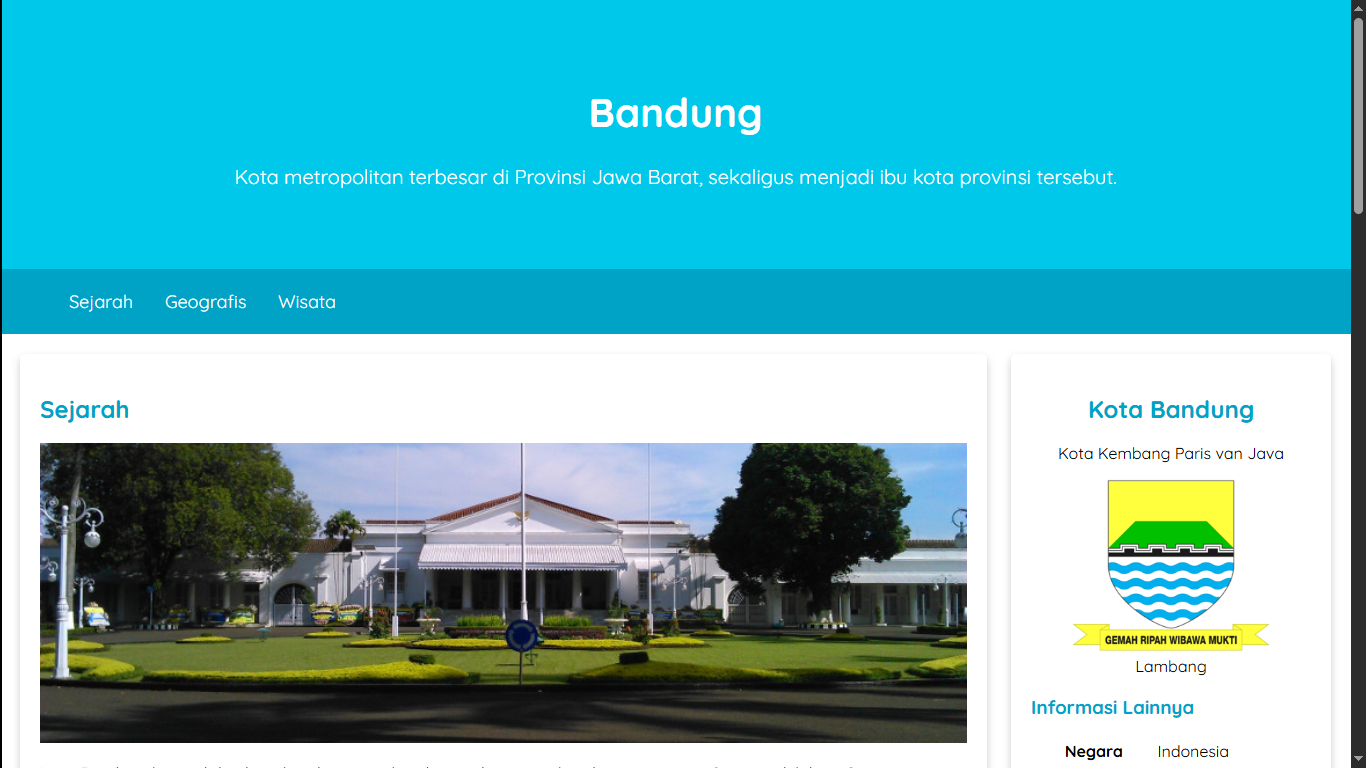 Bandung
Kota metropolitan terbesar di Provinsi Jawa Barat, sekaligus menjadi ibu kota provinsi tersebut.
Sejarah Geografis Wisata
Sejarah
Kota Bandung
Kota Kembang Paris van Java
GEMAH RIPAH WIBAWA MUKTI
Lambang
Informasi Lainnya
Negara Indonesia